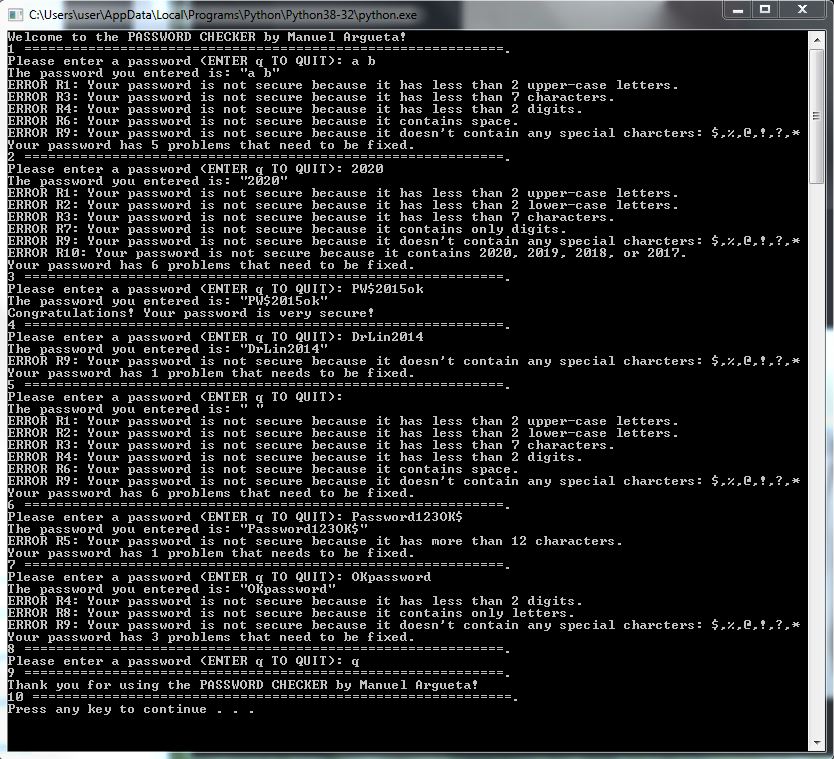 C:\Users\user\AppData\Local\Programs\Python\Python38-32\python.exe
Welcome to the PASSWORD CHECKER by Manuel Argueta!
1 ============================================================.
Please enter a password (ENTER q TO QUIT): a b
The password you entered is: "a b"
ERROR R1: Your password is not secure because it has less than 2 upper-case letters.
ERROR R3: Your password is not secure because it has less than 7 characters.
ERROR R4: Your password is not secure because it has less than 2 digits.
ERROR R6: Your password is not secure because it contains space.
ERROR R9: Your password is not secure because it doesn't contain any special charcters: $,%,@,!,?,*
Your password has 5 problems that need to be fixed.
2 ============================================================.
Please enter a password (ENTER q TO QUIT): 2020
The password you entered is: "2020"
ERROR R1: Your password is not secure because it has less than 2 upper-case letters.
ERROR R2: Your password is not secure because it has less than 2 lower-case letters.
ERROR R3: Your password is not secure because it has less than 7 characters.
ERROR R7: Your password is not secure because it contains only digits.
ERROR R9: Your password is not secure because it doesn't contain any special charcters: $,%,@,!,?,*
ERROR R10: Your password is not secure because it contains 2020, 2019, 2018, or 2017.
Your password has 6 problems that need to be fixed.
3 ============================================================.
Please enter a password (ENTER q TO QUIT): PW$2015ok
The password you entered is: "PW$2015ok"
Congratulations! Your password is very secure!
4 ============================================================.
Please enter a password (ENTER q TO QUIT): DrLin2014
The password you entered is: "DrLin2014"
ERROR R9: Your password is not secure because it doesn't contain any special charcters: $,%,@,!,?,*
Your password has 1 problem that needs to be fixed.
5 ============================================================.
Please enter a password (ENTER q TO QUIT):
The password you entered is: " "
ERROR R1: Your password is not secure because it has less than 2 upper-case letters.
ERROR R2: Your password is not secure because it has less than 2 lower-case letters.
ERROR R3: Your password is not secure because it has less than 7 characters.
ERROR R4: Your password is not secure because it has less than 2 digits.
ERROR R6: Your password is not secure because it contains space.
ERROR R9: Your password is not secure because it doesn't contain any special charcters: $,%,@,!,?,*
Your password has 6 problems that need to be fixed.
6 ============================================================.
Please enter a password (ENTER q TO QUIT): Password123OK$
The password you entered is: "Password123OK$"
ERROR R5: Your password is not secure because it has more than 12 characters.
Your password has 1 problem that needs to be fixed.
7 ============================================================.
Please enter a password (ENTER q TO QUIT): OKpassword
The password you entered is: "OKpassword"
ERROR R4: Your password is not secure because it has less than 2 digits.
ERROR R8: Your password is not secure because it contains only letters.
ERROR R9: Your password is not secure because it doesn't contain any special charcters: $,%,@,!,?,*
Your password has 3 problems that need to be fixed.
8 ============================================================.
Please enter a password (ENTER q TO QUIT): q
9 ============================================================.
Thank you for using the PASSWORD CHECKER by Manuel Argueta!
10 ============================================================.
Press any key to continue . . .